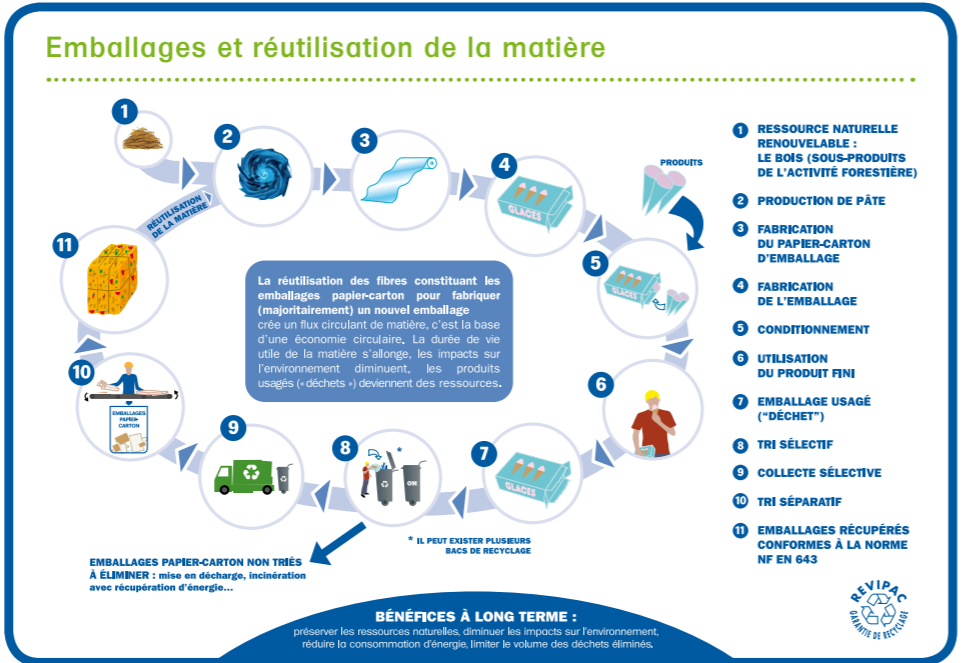 Emballages et réutilisation de la matière
1
2
3
4
PRODUITS
GLACES
RÉUTILISATION
DE LA MATIÈRE
11
5
GLACES
La réutilisation des fibres constituant les
emballages papier-carton pour fabriquer
(majoritairement) un nouvel emballage
crée un flux circulant de matière, c'est la base
d'une économie circulaire. La durée de vie
utile de la matière s'allonge, les impacts sur
l'environnement diminuent, les produits
usagés (« déchets ») deviennent des ressources.
10
EMBALLAGES
PAPIER-
CARTON
9
8
*
OM
7
GLACES
6
* IL PEUT EXISTER PLUSIEURS
BACS DE RECYCLAGE
EMBALLAGES PAPIER-CARTON NON TRIÉS
À ÉLIMINER : mise en décharge, incinération
avec récupération d'énergie...
1 RESSOURCE NATURELLE
RENOUVELABLE :
LE BOIS (SOUS-PRODUITS
DE L'ACTIVITÉ FORESTIÈRE)
2 PRODUCTION DE PÂTE
3 FABRICATION
DU PAPIER-CARTON
D'EMBALLAGE
4 FABRICATION
DE L'EMBALLAGE
5 CONDITIONNEMENT
6 UTILISATION
DU PRODUIT FINI
7 EMBALLAGE USAGÉ
("DÉCHET")
8 TRI SÉLECTIF
9 COLLECTE SÉLECTIVE
10 TRI SÉPARATIF
11 EMBALLAGES RÉCUPÉRÉS
CONFORMES À LA NORME
NF EN 643
REVIPAC
GARANTIE DE RECYCLAGE
BÉNÉFICES À LONG TERME :
préserver les ressources naturelles, diminuer les impacts sur l'environnement,
réduire la consommation d'énergie, limiter le volume des déchets éliminés.